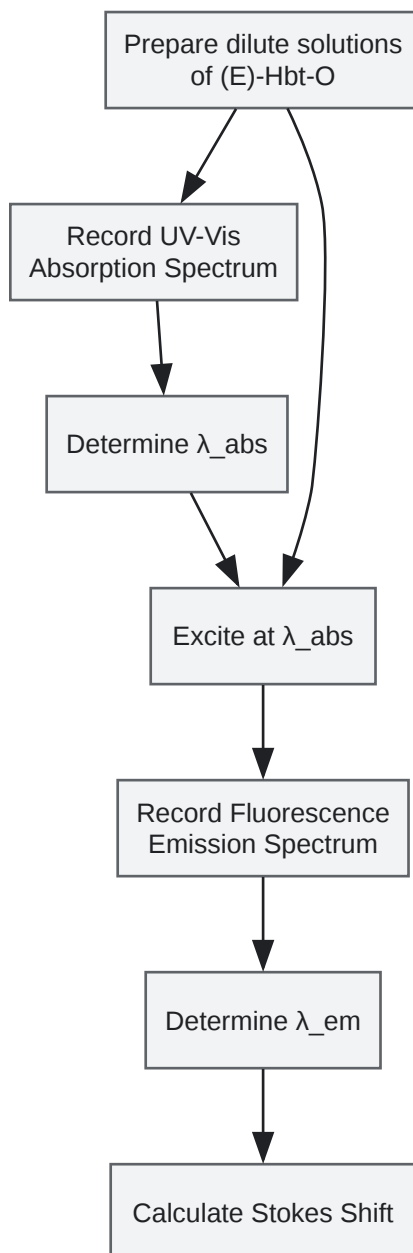 Prepare dilute solutions
of (E)-Hbt-O
Record UV-Vis
Absorption Spectrum
Determine λ_abs
Excite at λ_abs
Record Fluorescence
Emission Spectrum
Determine λ_em
Calculate Stokes Shift